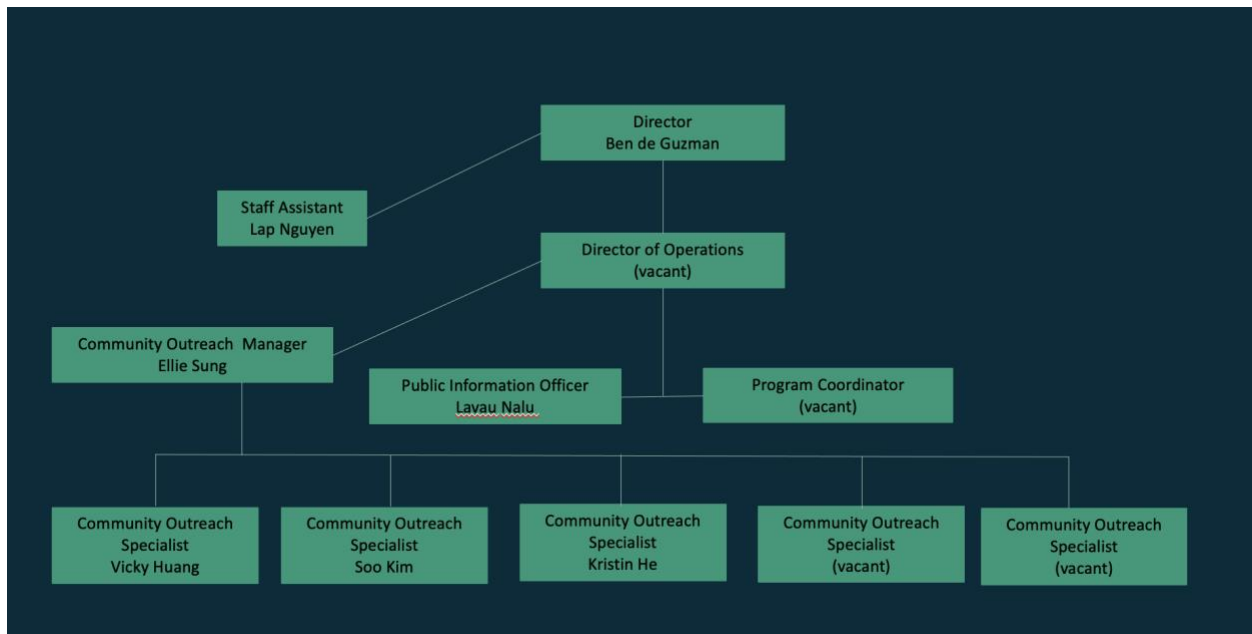 Director
Ben de Guzman
Staff Assistant
Lap Nguyen
Director of Operations
(vacant)
Community Outreach  Manager
Ellie Sung
Public Information Officer
Lavau Nalu
Program Coordinator
(vacant)
Community Outreach
Specialist
Vicky Huang
Community Outreach
Specialist
Soo Kim
Community Outreach
Specialist
Kristin He
Community Outreach
Specialist
(vacant)
Community Outreach
Specialist
(vacant)